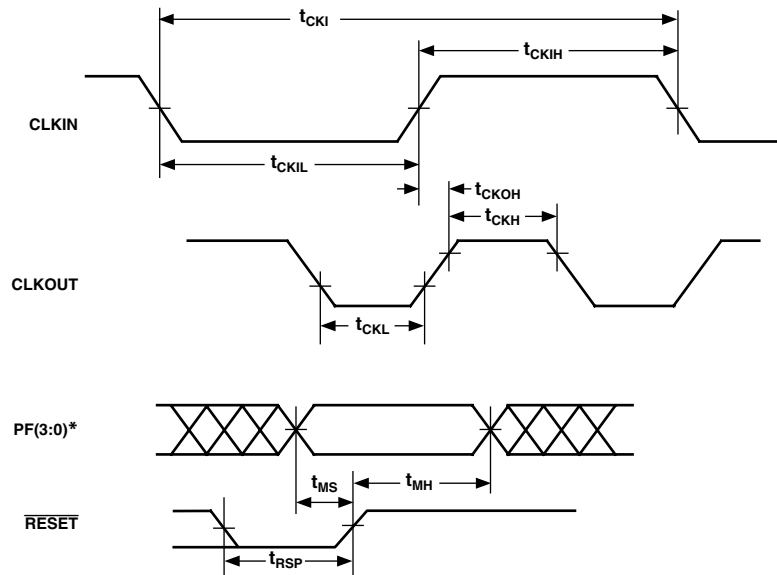 tCKI
tCKIH
CLKIN
tCKIL
tCKOH
tCKH
CLKOUT
tCKL
PF(3:0)*
tMS
tMH
RESET
tRSP